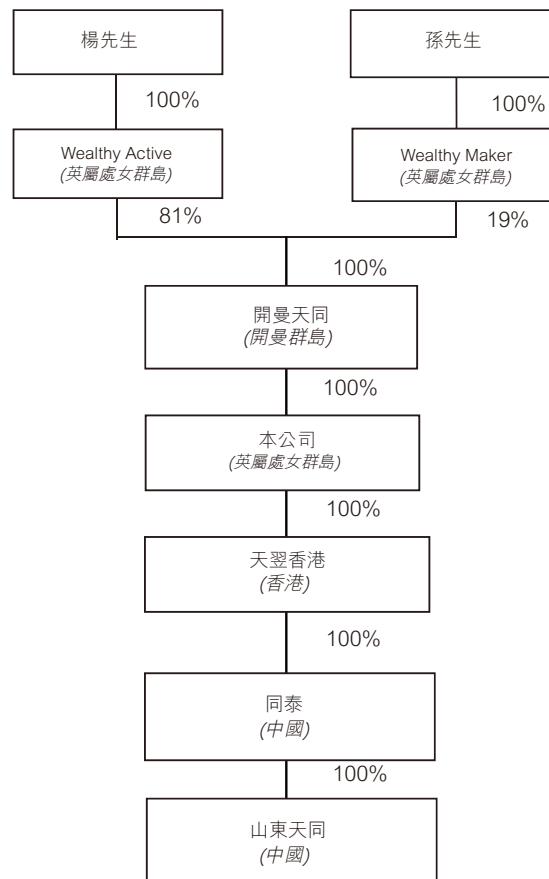 楊先生
孫先生
100%
100%
Wealthy Active
(英屬處女群島)
Wealthy Maker
(英屬處女群島)
81%
19%
100%
開曼天同
(開曼群島)
100%
本公司
(英屬處女群島)
100%
天翌香港
(香港)
100%
同泰
(中國)
100%
山東天同
(中國)